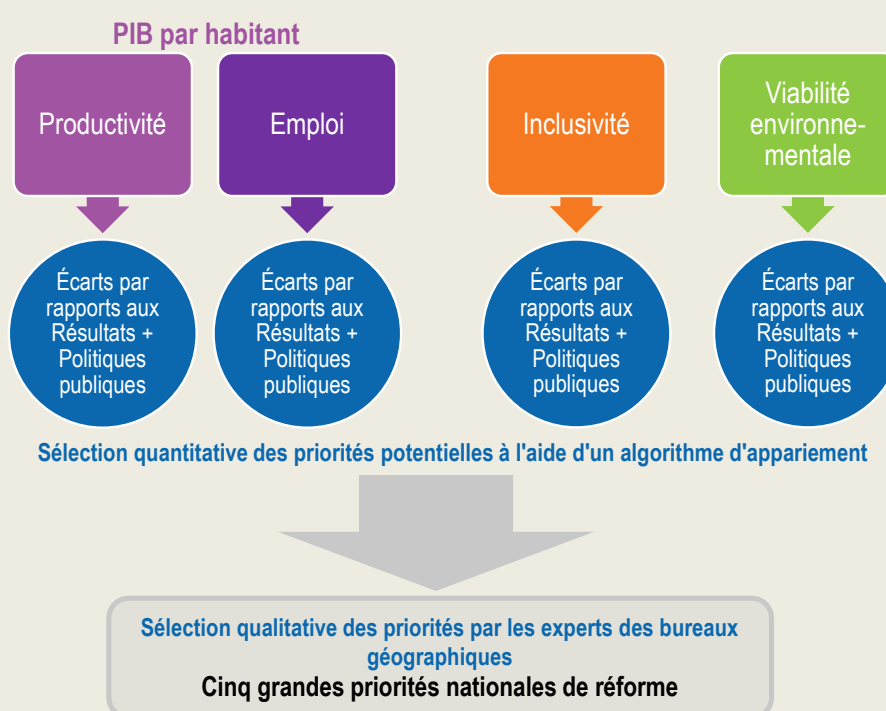 PIB par habitant
Productivité
Emploi
Inclusivité
Viabilité
environne-
mentale
Écarts par
rapports aux
Résultats +
Politiques
publiques
Écarts par
rapports aux
Résultats +
Politiques
publiques
Écarts par
rapports aux
Résultats +
Politiques
publiques
Écarts par
rapports aux
Résultats +
Politiques
publiques
Sélection quantitative des priorités potentielles à l'aide d'un algorithme d'appariement
Sélection qualitative des priorités par les experts des bureaux
géographiques
Cinq grandes priorités nationales de réforme